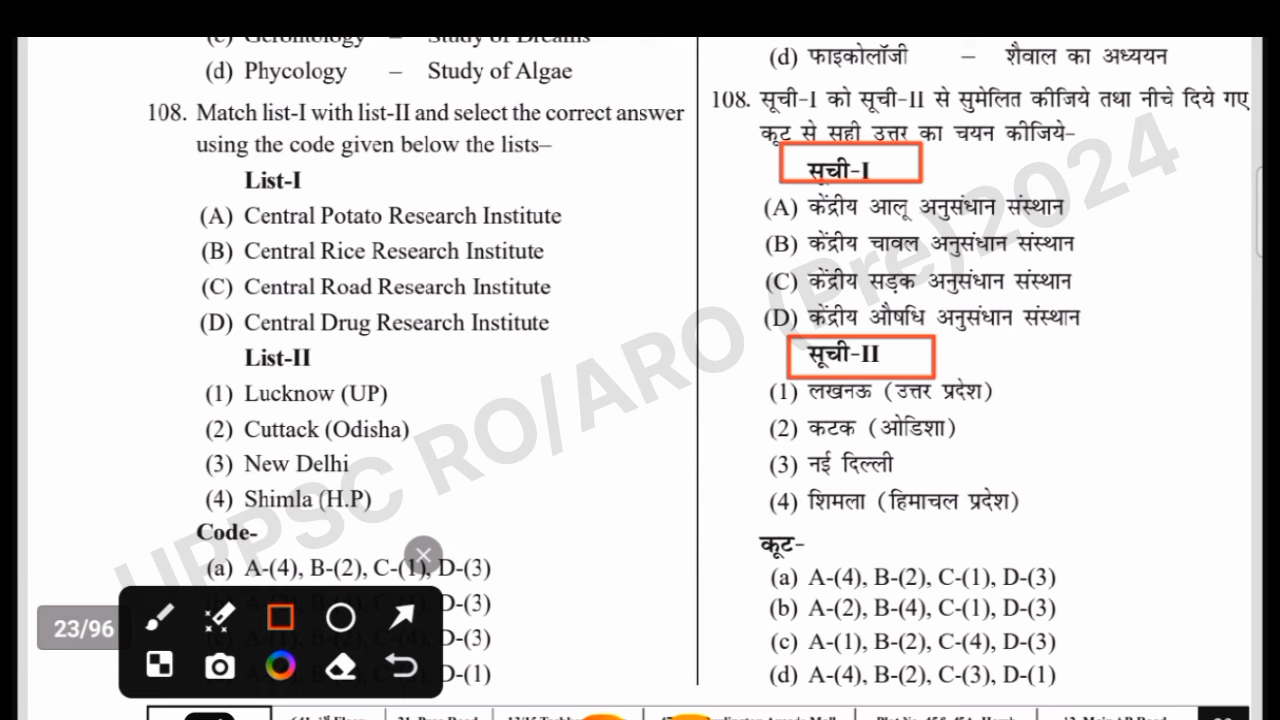 (d) Phycology – Study of Algae
108. Match list-I with list-II and select the correct answer
using the code given below the lists–
List-I
(A) Central Potato Research Institute
(B) Central Rice Research Institute
(C) Central Road Research Institute
(D) Central Drug Research Institute
List-II
(1) Lucknow (UP)
(2) Cuttack (Odisha)
(3) New Delhi
(4) Shimla (H.P)
Code-
(a) A-(4), B-(2), C-(1), D-(3)
D-(3)
D-(3)
D-(1)
23/96
(d) फाइकोलॉजी – शैवाल का अध्ययन
108. सूची-I को सूची-II से सुमेलित कीजिये तथा नीचे दिये गए
कूट से सही उत्तर का चयन कीजिये-
सूची-I
(A) केंद्रीय आलू अनुसंधान संस्थान
(B) केंद्रीय चावल अनुसंधान संस्थान
(C) केंद्रीय सड़क अनुसंधान संस्थान
(D) केंद्रीय औषधि अनुसंधान संस्थान
सूची-II
(1) लखनऊ (उत्तर प्रदेश)
(2) कटक (ओडिशा)
(3) नई दिल्ली
(4) शिमला (हिमाचल प्रदेश)
कूट-
(a) A-(4), B-(2), C-(1), D-(3)
(b) A-(2), B-(4), C-(1), D-(3)
(c) A-(1), B-(2), C-(4), D-(3)
(d) A-(4), B-(2), C-(3), D-(1)
UPPSC RO/ARO (Pre) 2024